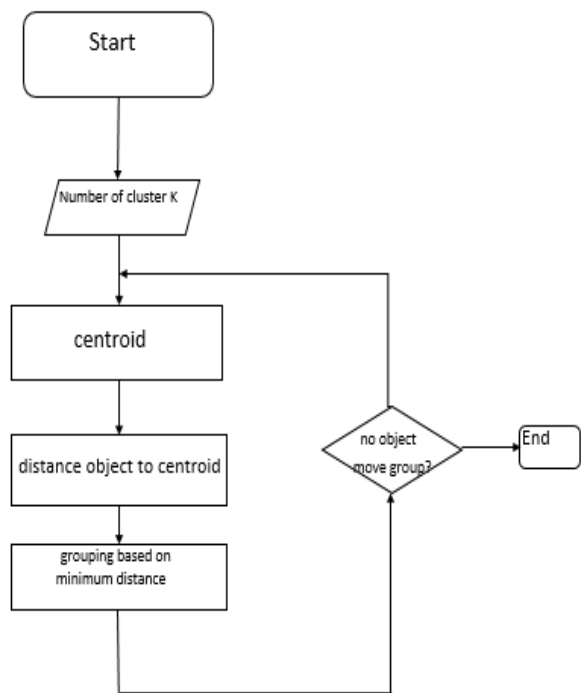 Start
Number of cluster K
centroid
distance object to centroid
grouping based on
minimum distance
no object
move group?
End